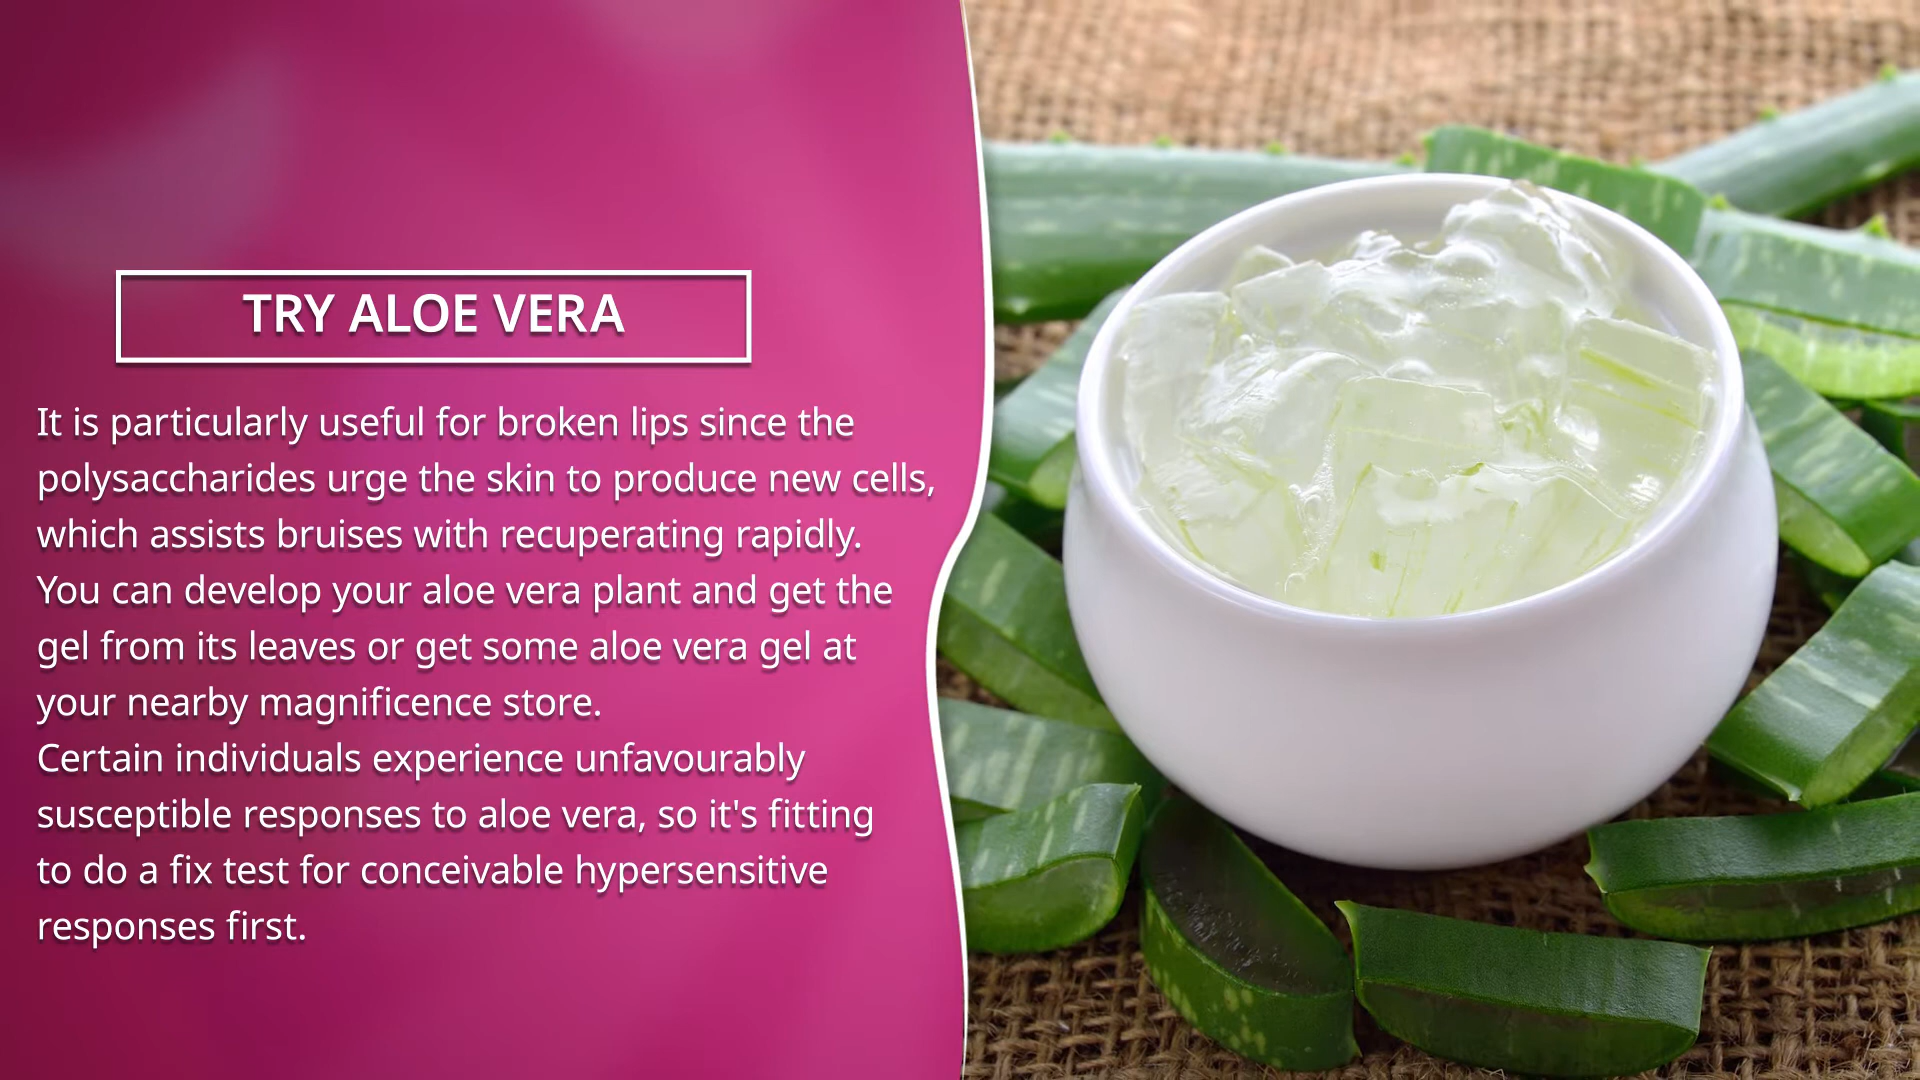 TRY ALOE VERA
It is particularly useful for broken lips since the
polysaccharides urge the skin to produce new cells,
which assists bruises with recuperating rapidly.
You can develop your aloe vera plant and get the
gel from its leaves or get some aloe vera gel at
your nearby magnificence store.
Certain individuals experience unfavourably
susceptible responses to aloe vera, so it's fitting
to do a fix test for conceivable hypersensitive
responses first.